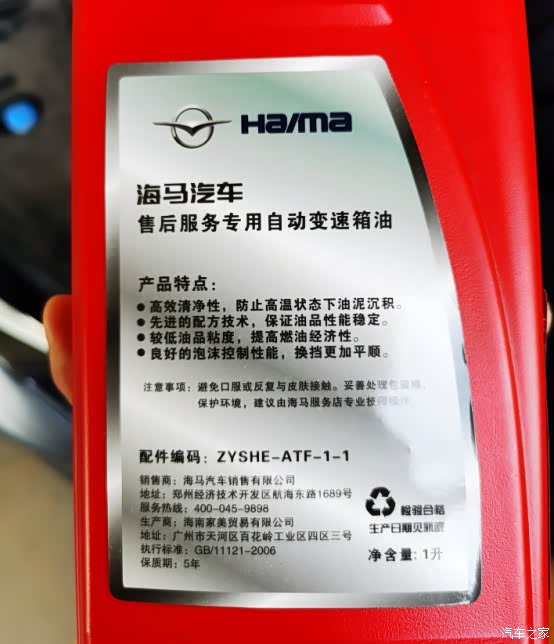 Haima
海马汽车
售后服务专用自动变速箱油
产品特点：
●高效清净性，防止高温状态下油泥沉积。
●先进的配方技术，保证油品性能稳定。
●较低油品粘度，提高燃油经济性。
●良好的泡沫控制性能，换挡更加平顺。
注意事项：避免口服或反复与皮肤接触。妥善处理包装桶，
保护环境，建议由海马服务店专业技师操作
配件编码：ZYSHE-ATF-1-1
销售商：海马汽车销售有限公司
地址：郑州经济技术开发区航海东路1689号
服务热线：400-045-9898
生产商：海南家美贸易有限公司
地址：广州市天河区百花岭工业区四区三号
执行标准：GB/11121-2006
保质期：5年
检验合格
生产日期见瓶底
净含量：1升
汽车之家